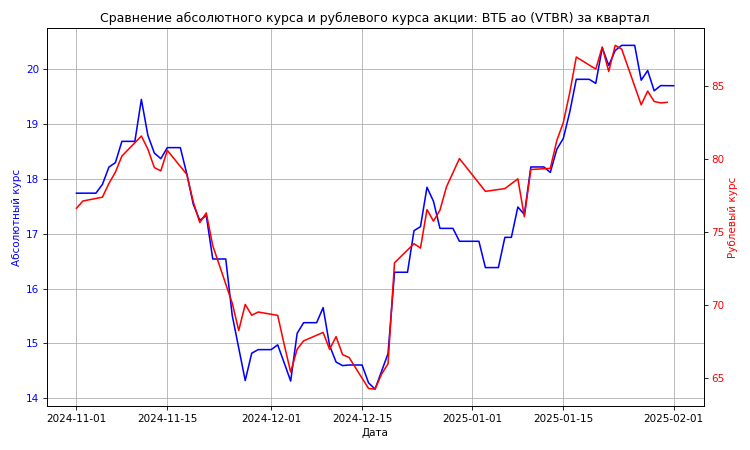 Сравнение абсолютного курса и рублевого курса акции: ВТБ ао (VTBR) за квартал
Абсолютный курс
20
19
18
17
16
15
14
85
80
75
70
65
Рублевый курс
2024-11-01 2024-11-15 2024-12-01 2024-12-15 2025-01-01 2025-01-15 2025-02-01
Дата